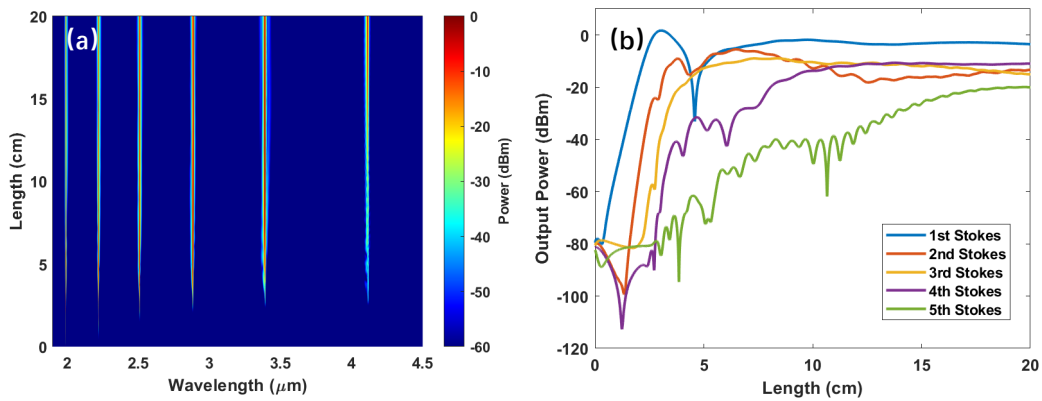 (a)
20
15
10
5
0
Length (cm)
2
2.5
3
3.5
4
4.5
Wavelength (μm)
0
-10
-20
-30
-40
-50
-60
Power (dBm)
(b)
0
-20
-40
-60
-80
-100
-120
Output Power (dBm)
0
5
10
15
20
Length (cm)
1st Stokes
2nd Stokes
3rd Stokes
4th Stokes
5th Stokes